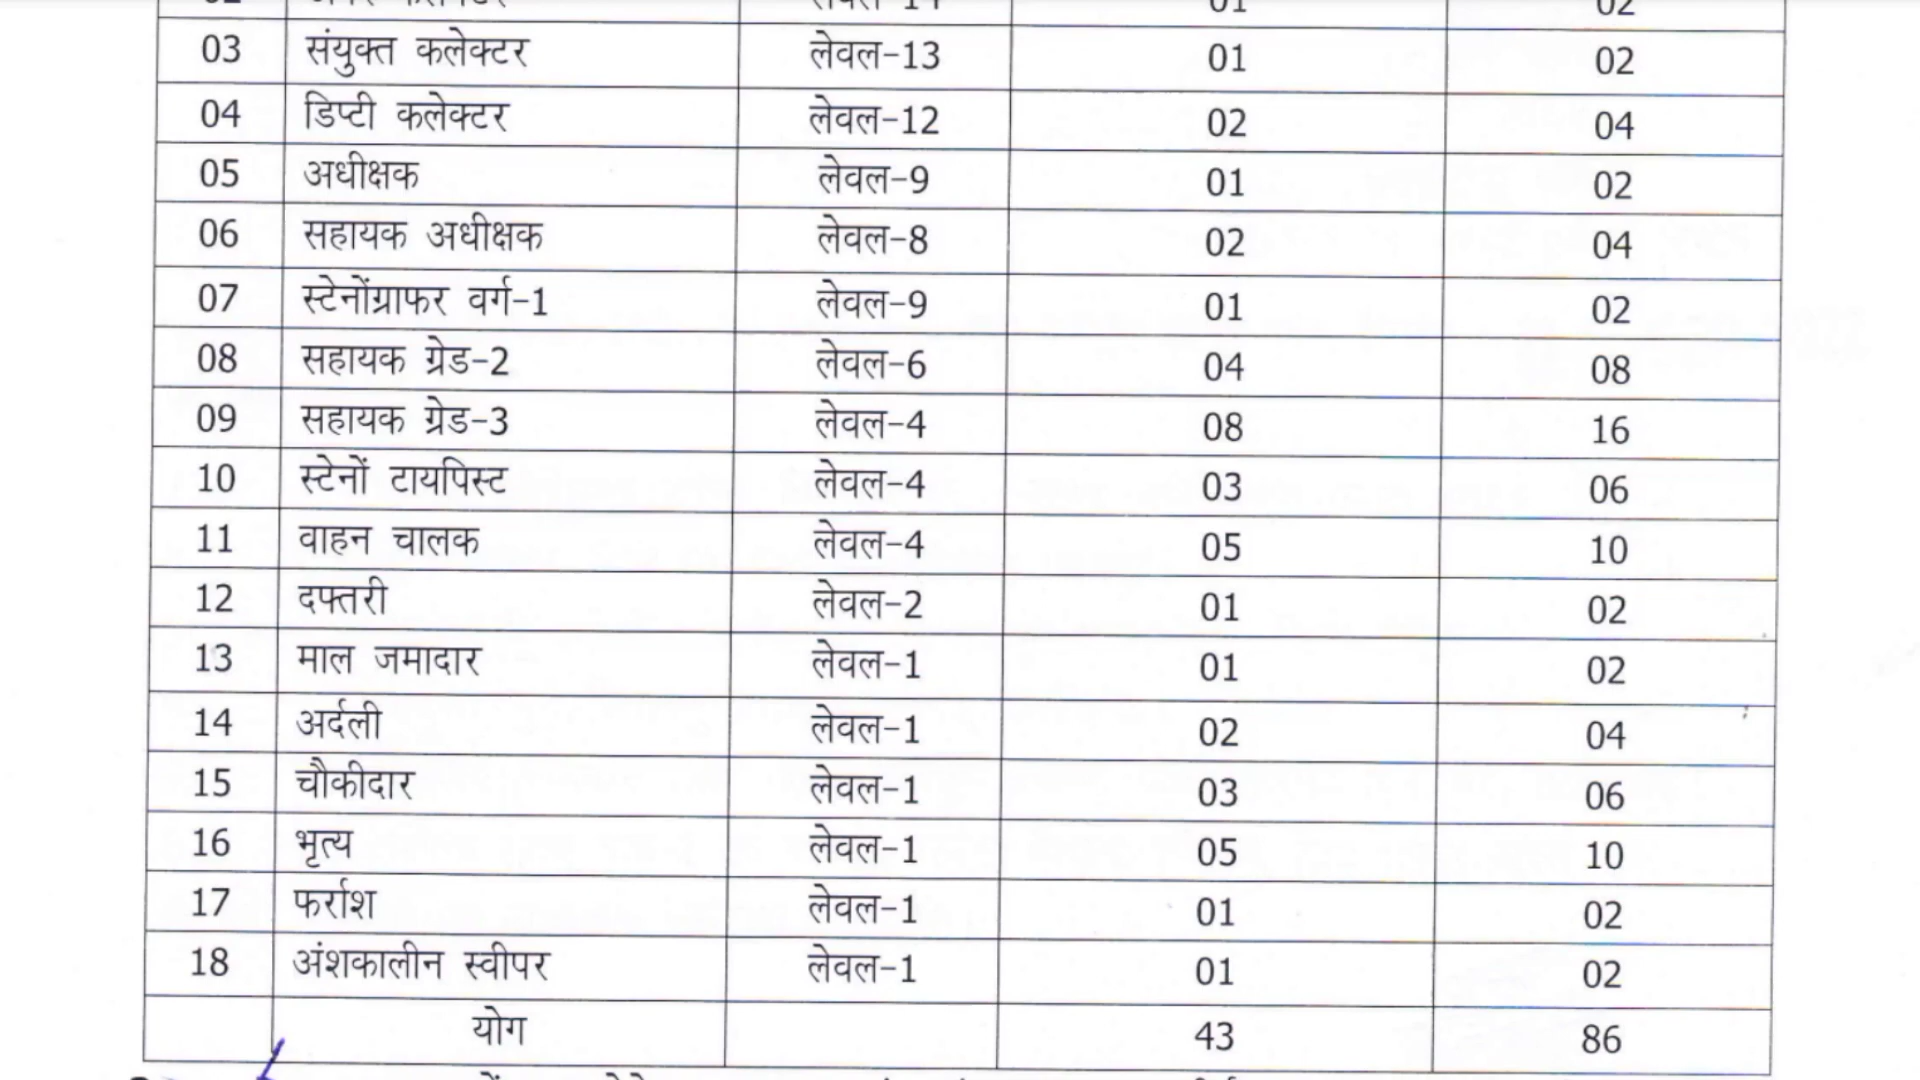 02 लेवल-14 01 02
03 संयुक्त कलेक्टर लेवल-13 01 02
04 डिप्टी कलेक्टर लेवल-12 02 04
05 अधीक्षक लेवल-9 01 02
06 सहायक अधीक्षक लेवल-8 02 04
07 स्टेनोंग्राफर वर्ग-1 लेवल-9 01 02
08 सहायक ग्रेड-2 लेवल-6 04 08
09 सहायक ग्रेड-3 लेवल-4 08 16
10 स्टेनों टायपिस्ट लेवल-4 03 06
11 वाहन चालक लेवल-4 05 10
12 दफ्तरी लेवल-2 01 02
13 माल जमादार लेवल-1 01 02
14 अर्दली लेवल-1 02 04
15 चौकीदार लेवल-1 03 06
16 भृत्य लेवल-1 05 10
17 फर्राश लेवल-1 01 02
18 अंशकालीन स्वीपर लेवल-1 01 02
योग 43 86